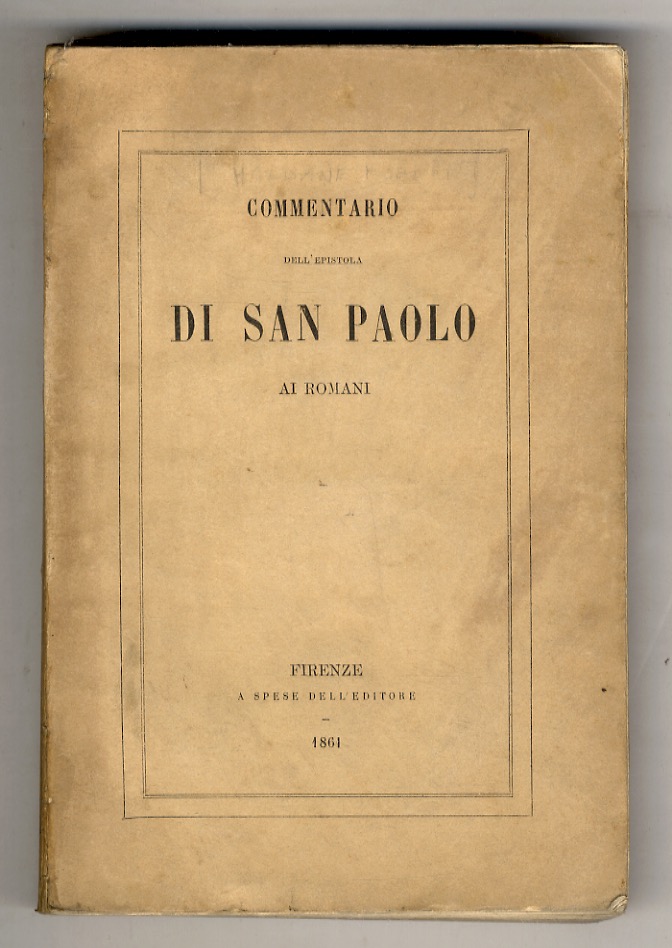 COMMENTARIO
DELL'EPISTOLA
DI SAN PAOLO
AI ROMANI
FIRENZE
A SPESE DELL'EDITORE
—
1861